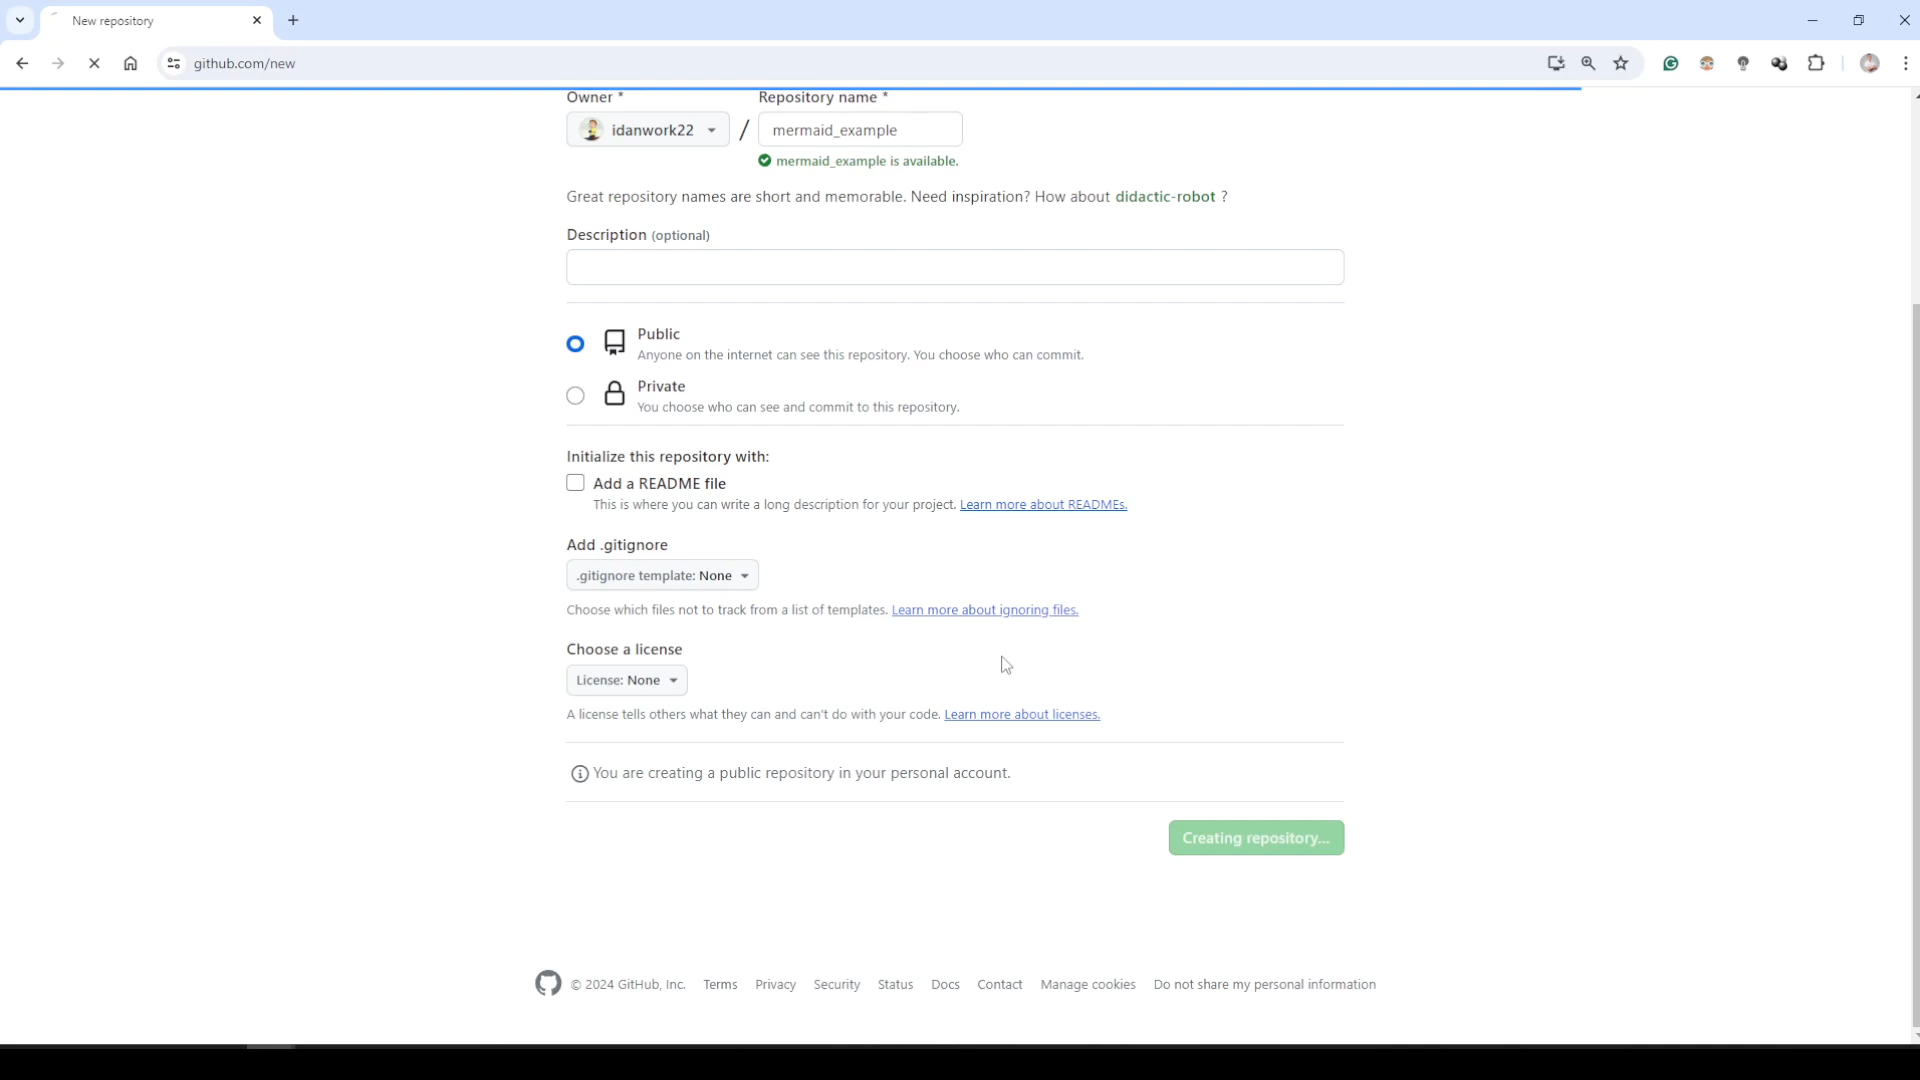 New repository
github.com/new
Owner * Repository name *
idanwork22 / mermaid_example
mermaid_example is available.
Great repository names are short and memorable. Need inspiration? How about didactic-robot ?
Description (optional)
Public
Anyone on the internet can see this repository. You choose who can commit.
Private
You choose who can see and commit to this repository.
Initialize this repository with:
Add a README file
This is where you can write a long description for your project. Learn more about READMEs.
Add .gitignore
.gitignore template: None
Choose which files not to track from a list of templates. Learn more about ignoring files.
Choose a license
License: None
A license tells others what they can and can't do with your code. Learn more about licenses.
You are creating a public repository in your personal account.
Creating repository...
© 2024 GitHub, Inc. Terms Privacy Security Status Docs Contact Manage cookies Do not share my personal information